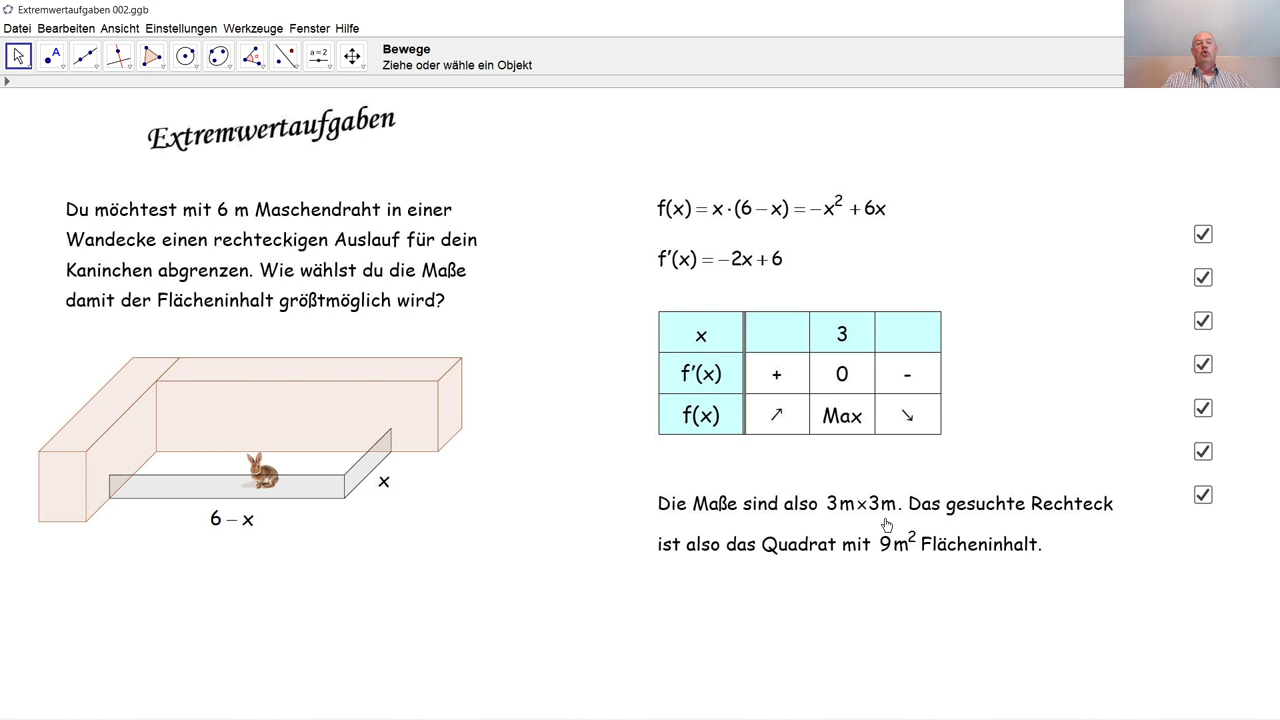 Extremwertaufgaben 002.ggb
Datei Bearbeiten Ansicht Einstellungen Werkzeuge Fenster Hilfe
A
a=2
Bewege
Ziehe oder wähle ein Objekt
Extremwertaufgaben
Du möchtest mit 6 m Maschendraht in einer
Wandecke einen rechteckigen Auslauf für dein
Kaninchen abgrenzen. Wie wählst du die Maße
damit der Flächeninhalt größtmöglich wird?
x
6 – x
f(x) = x·(6 – x) = –x² + 6x
f'(x) = –2x + 6
x 3
f'(x) + 0 -
f(x) ↗ Max ↘
Die Maße sind also 3m×3m. Das gesuchte Rechteck
ist also das Quadrat mit 9m² Flächeninhalt.